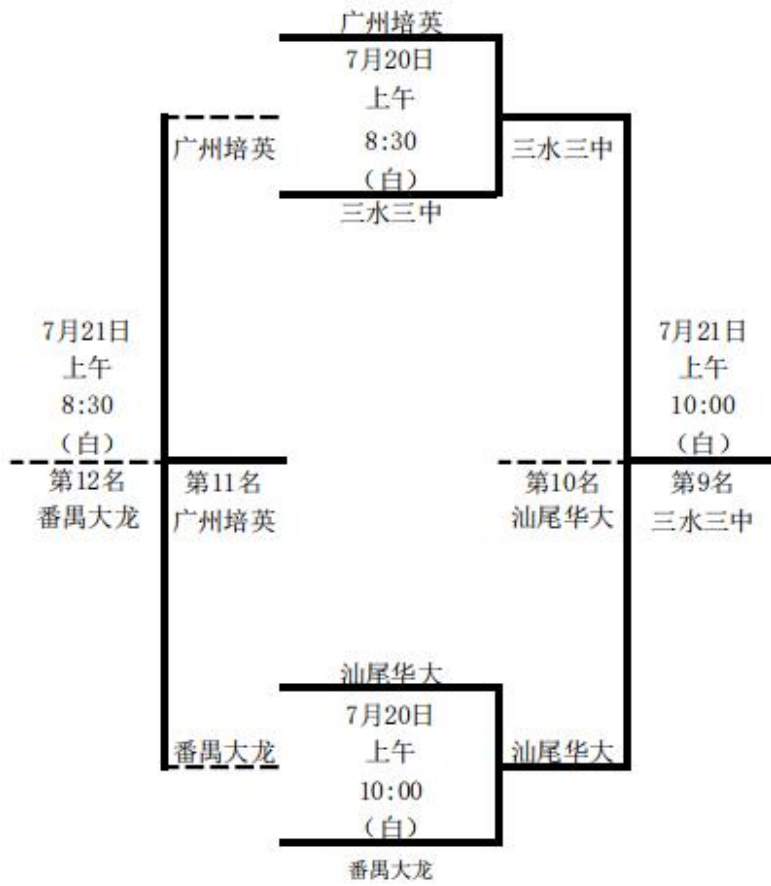 广州培英
7月20日
上午
8:30
（白）
三水三中
广州培英
三水三中
7月21日
上午
8:30
（白）
第12名
番禺大龙
第11名
广州培英
7月21日
上午
10:00
（白）
第10名
汕尾华大
第9名
三水三中
汕尾华大
7月20日
上午
10:00
（白）
番禺大龙
番禺大龙
汕尾华大